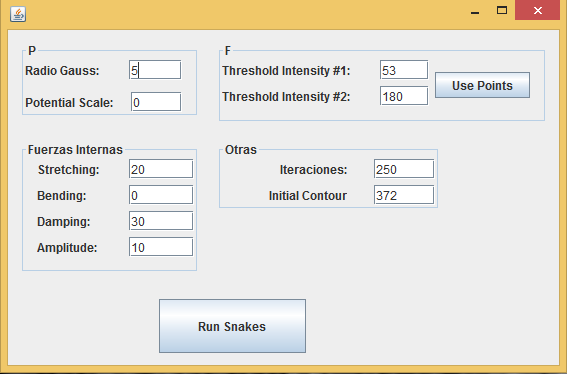 P
Radio Gauss: 5
Potential Scale: 0
F
Threshold Intensity #1: 53
Threshold Intensity #2: 180
Use Points
Fuerzas Internas
Stretching: 20
Bending: 0
Damping: 30
Amplitude: 10
Otras
Iteraciones: 250
Initial Contour 372
Run Snakes